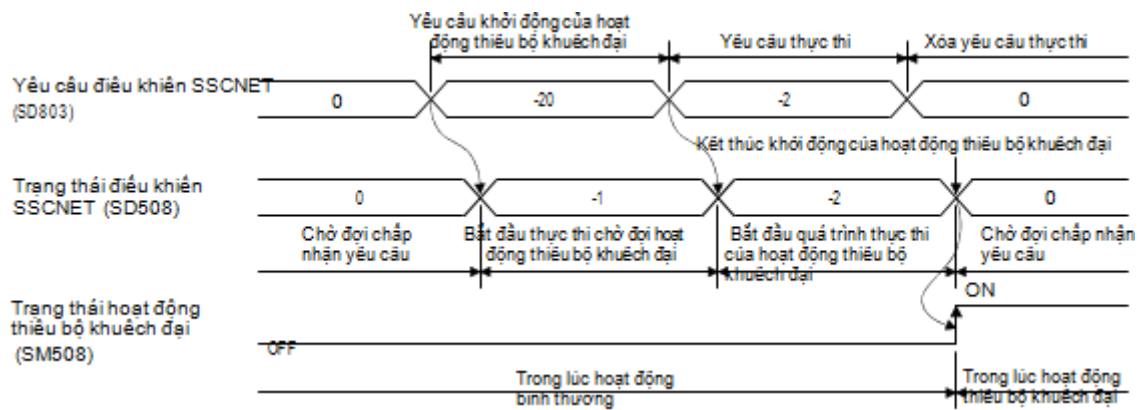 Yêu cầu khởi động của hoạt
động thiếu bộ khuếch đại
Yêu cầu thực thi
Xóa yêu cầu thực thi
Yêu cầu điều khiển SSCNET
(SD803)
0
-20
-2
0
Kết thúc khởi động của hoạt động thiếu bộ khuếch đại
Trạng thái điều khiển
SSCNET (SD508)
0
-1
-2
0
Chờ đợi chấp
nhận yêu cầu
Bắt đầu thực thi chờ đợi hoạt
động thiếu bộ khuếch đại
Bắt đầu quá trình thực thi
của hoạt động thiếu bộ
khuếch đại
Chờ đợi chấp nhận
yêu cầu
Trạng thái hoạt động
thiếu bộ khuếch đại
(SM508)
OFF
ON
Trong lúc hoạt động
bình thường
Trong lúc hoạt động
thiếu bộ khuếch đại